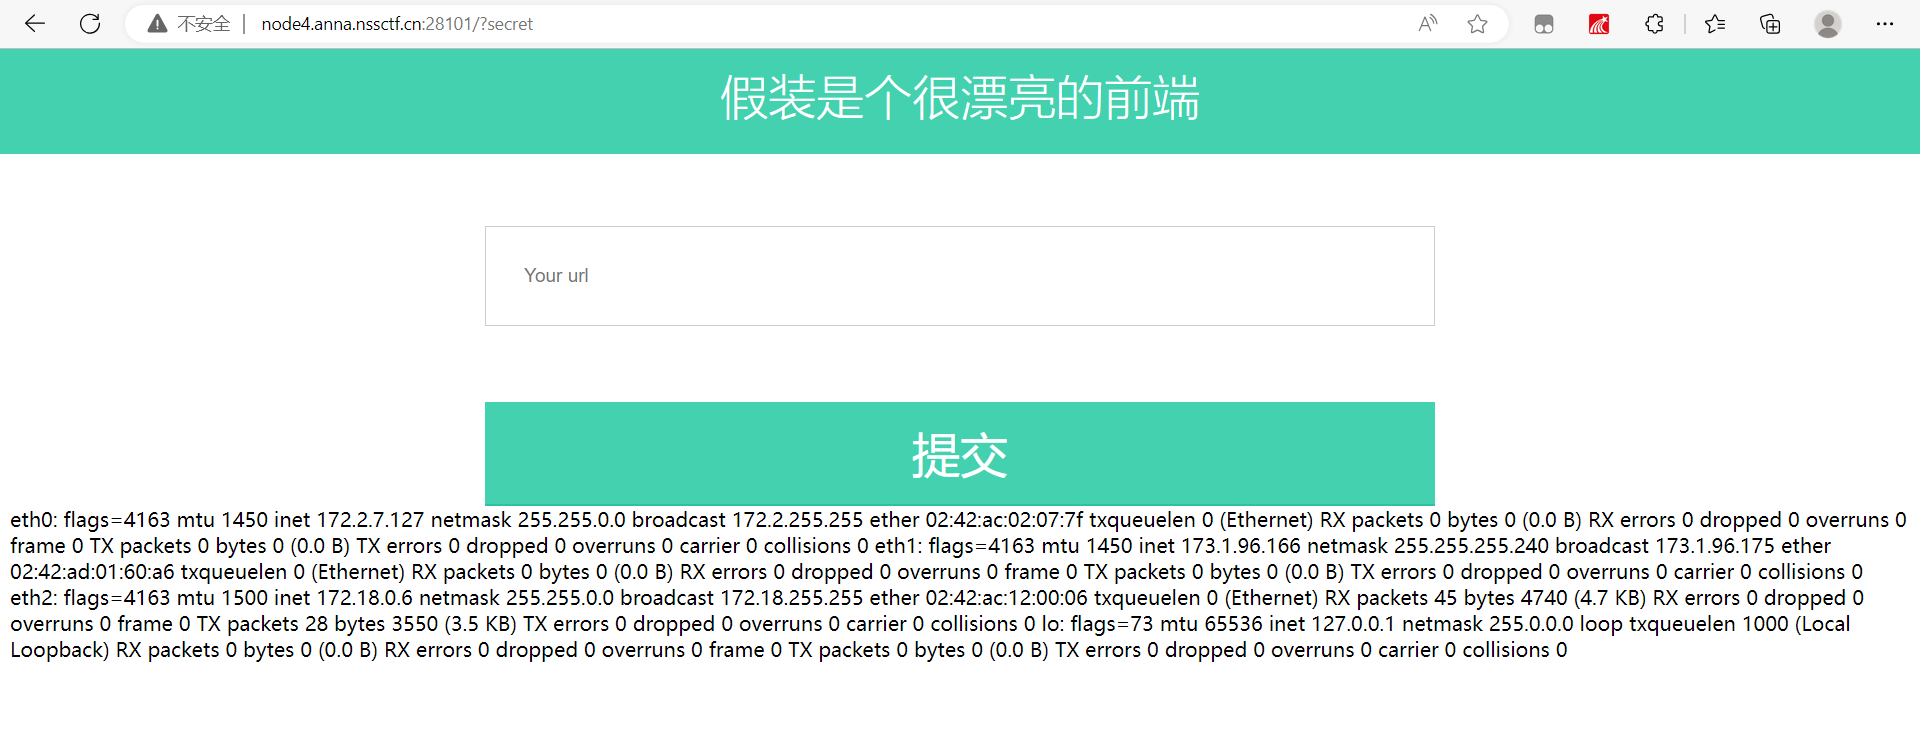 不安全 | node4.anna.nssctf.cn:28101/?secret
假装是个很漂亮的前端
Your url
提交
eth0: flags=4163 mtu 1450 inet 172.2.7.127 netmask 255.255.0.0 broadcast 172.2.255.255 ether 02:42:ac:02:07:7f txqueuelen 0 (Ethernet) RX packets 0 bytes 0 (0.0 B) RX errors 0 dropped 0 overruns 0
frame 0 TX packets 0 bytes 0 (0.0 B) TX errors 0 dropped 0 overruns 0 carrier 0 collisions 0 eth1: flags=4163 mtu 1450 inet 173.1.96.166 netmask 255.255.255.240 broadcast 173.1.96.175 ether
02:42:ad:01:60:a6 txqueuelen 0 (Ethernet) RX packets 0 bytes 0 (0.0 B) RX errors 0 dropped 0 overruns 0 frame 0 TX packets 0 bytes 0 (0.0 B) TX errors 0 dropped 0 overruns 0 carrier 0 collisions 0
eth2: flags=4163 mtu 1500 inet 172.18.0.6 netmask 255.255.0.0 broadcast 172.18.255.255 ether 02:42:ac:12:00:06 txqueuelen 0 (Ethernet) RX packets 45 bytes 4740 (4.7 KB) RX errors 0 dropped 0
overruns 0 frame 0 TX packets 28 bytes 3550 (3.5 KB) TX errors 0 dropped 0 overruns 0 carrier 0 collisions 0 lo: flags=73 mtu 65536 inet 127.0.0.1 netmask 255.0.0.0 loop txqueuelen 1000 (Local
Loopback) RX packets 0 bytes 0 (0.0 B) RX errors 0 dropped 0 overruns 0 frame 0 TX packets 0 bytes 0 (0.0 B) TX errors 0 dropped 0 overruns 0 carrier 0 collisions 0